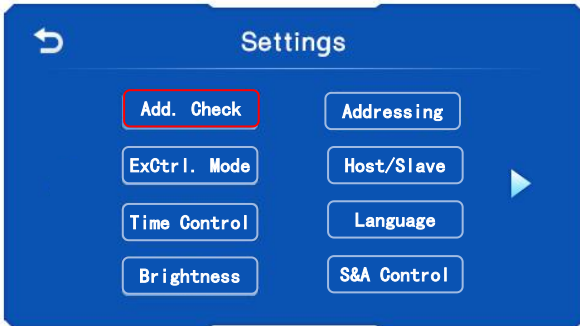 Settings
Add. Check
Addressing
ExCtrl. Mode
Host/Slave
Time Control
Language
Brightness
S&A Control